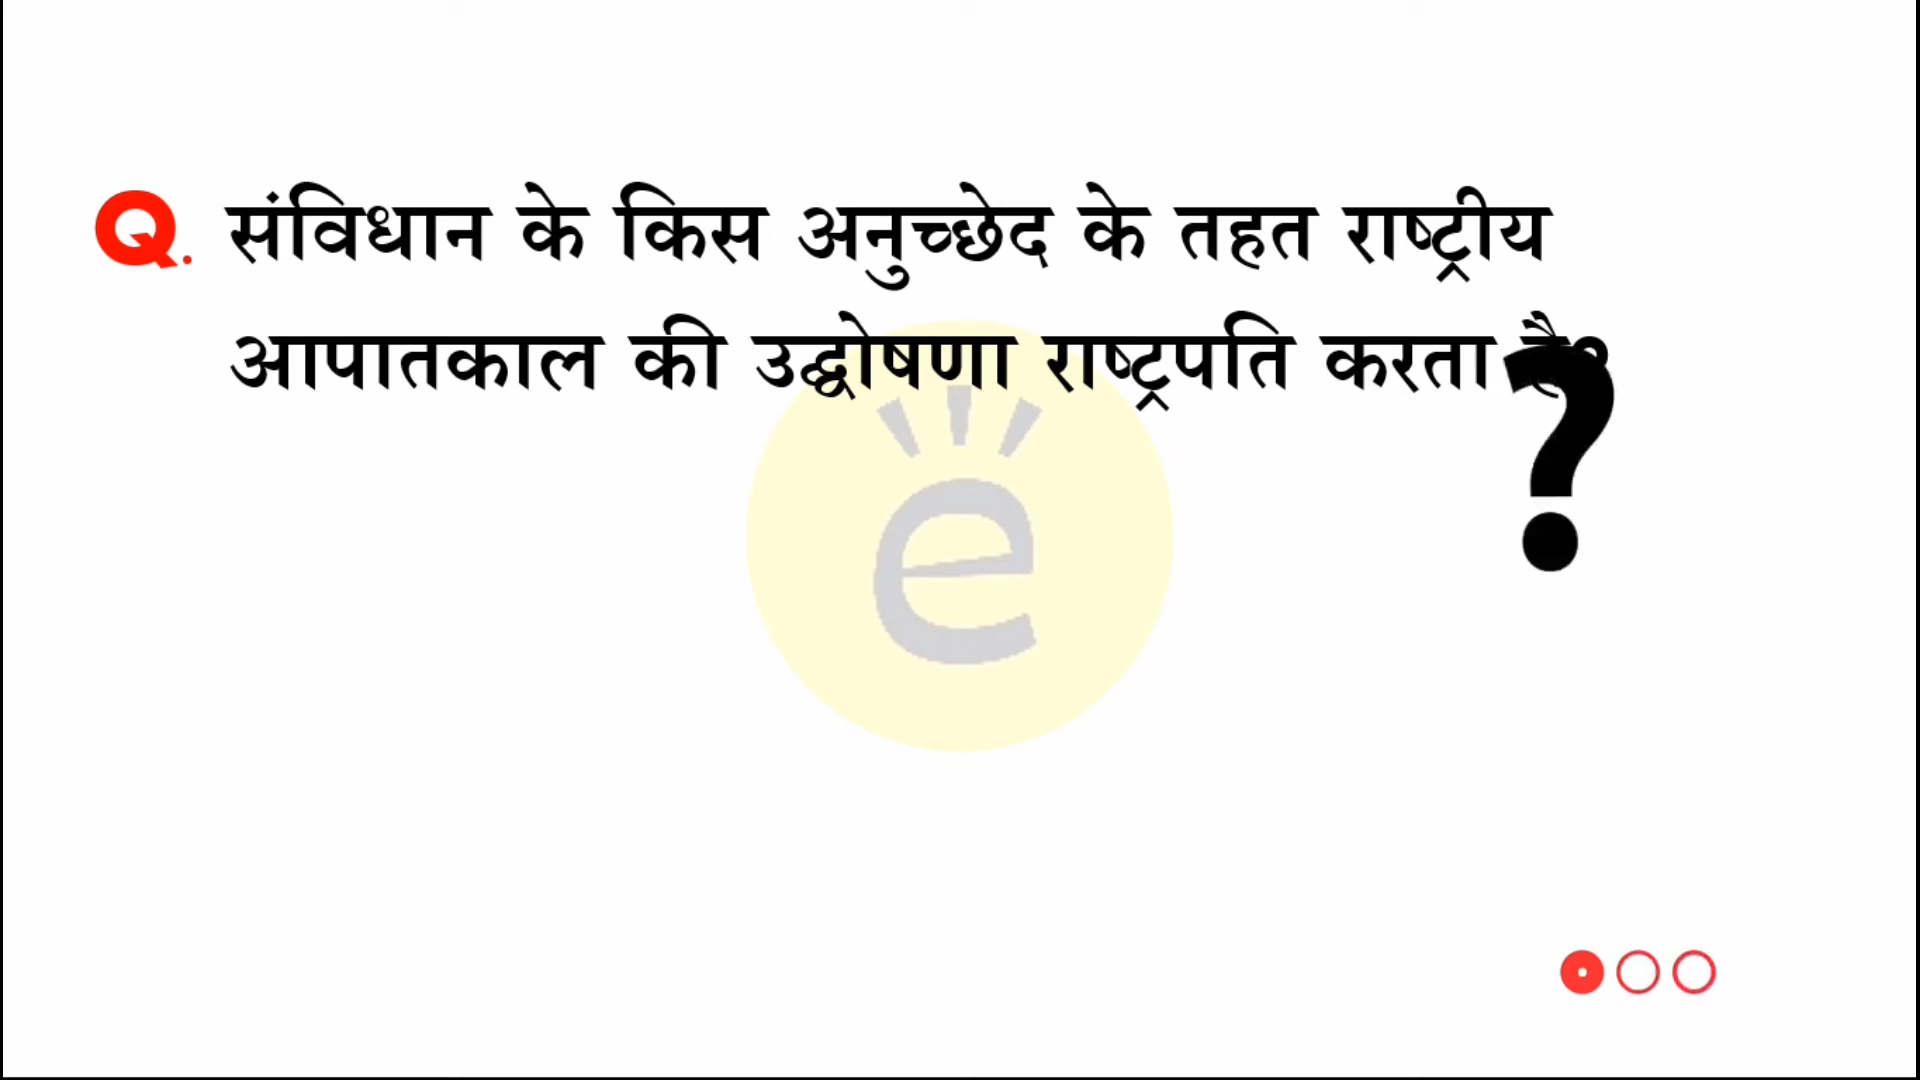 Q. संविधान के किस अनुच्छेद के तहत राष्ट्रीय
आपातकाल की उद्घोषणा राष्ट्रपति करता है?
?
e